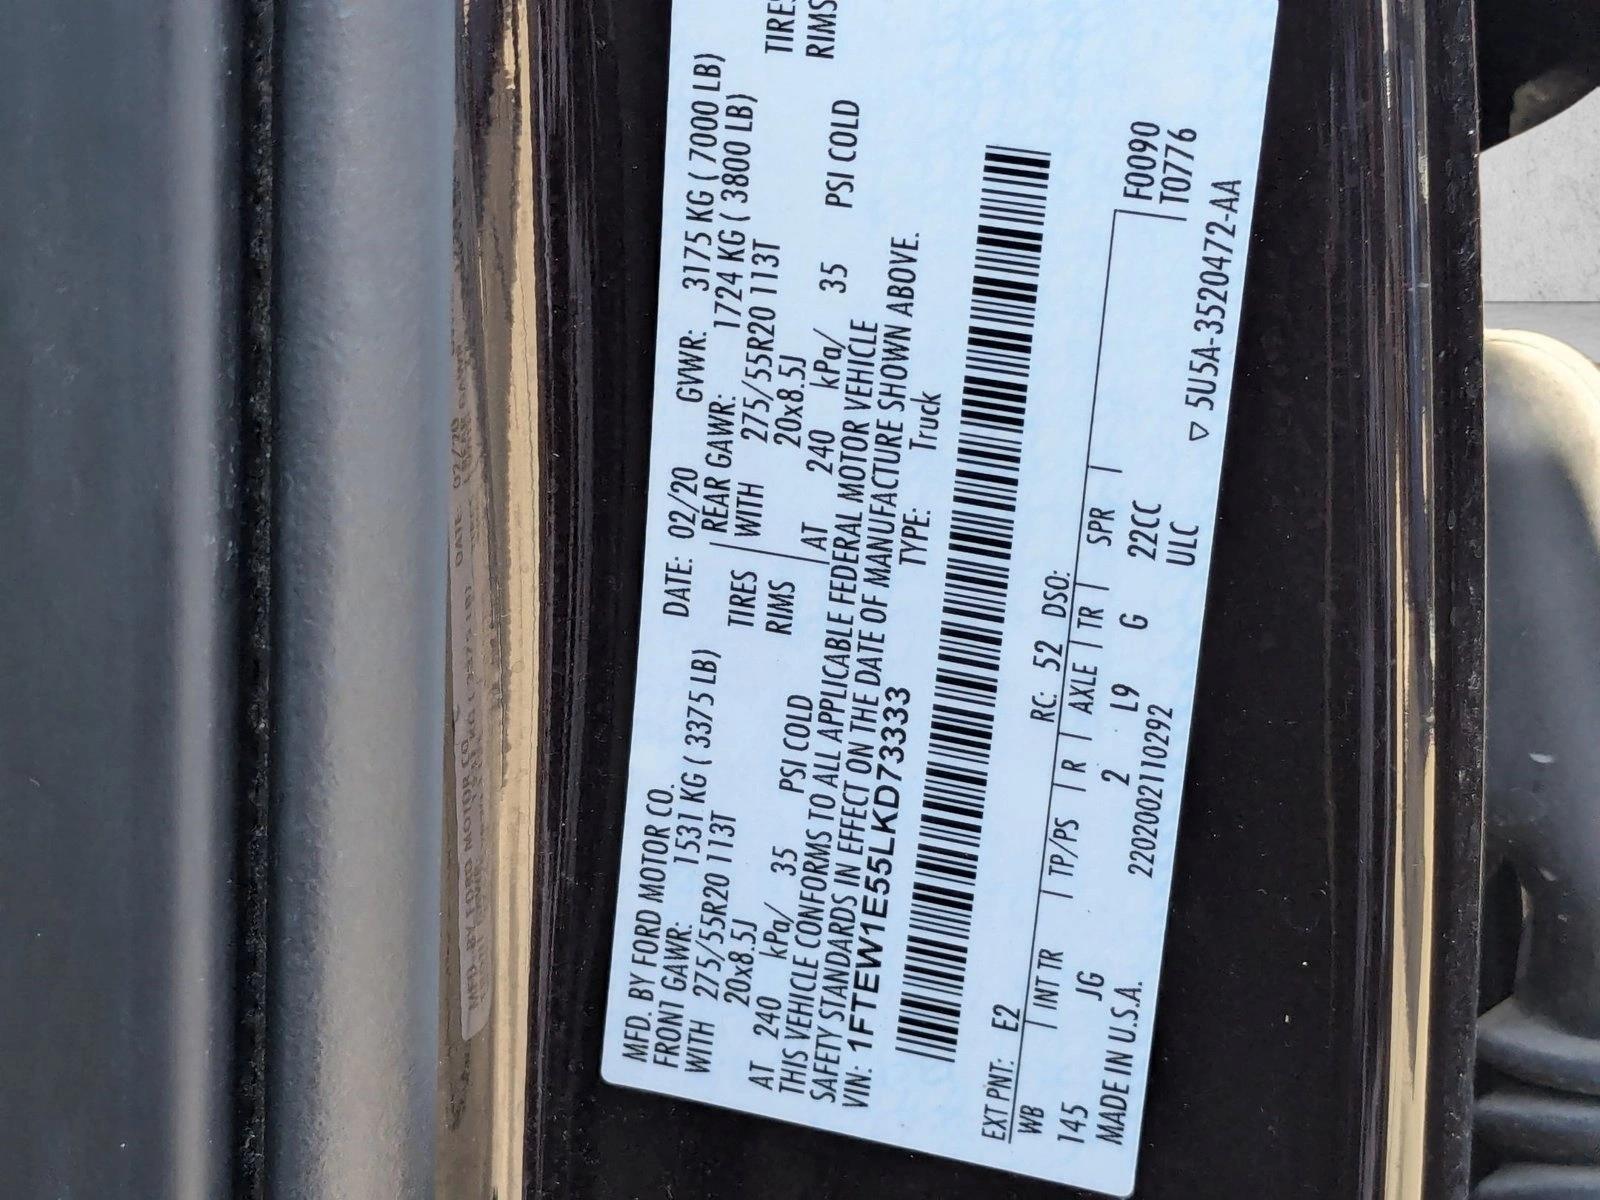 MFD. BY FORD MOTOR CO. DATE: 02/20 GVWR: 3175 KG ( 7000 LB)
FRONT GAWR: 1531 KG ( 3375 LB) REAR GAWR: 1724 KG ( 3800 LB)
WITH 275/55R20 113T TIRES WITH 275/55R20 113T TIRES
20x8.5J RIMS 20x8.5J RIMS
AT 240 kPa/ 35 PSI COLD AT 240 kPa/ 35 PSI COLD
THIS VEHICLE CONFORMS TO ALL APPLICABLE FEDERAL MOTOR VEHICLE
SAFETY STANDARDS IN EFFECT ON THE DATE OF MANUFACTURE SHOWN ABOVE.
VIN: 1FTEW1E55LKD73333 TYPE: Truck
EXT PNT: E2 RC: 52 DSO:
WB INT TR TP/PS R AXLE TR SPR F0090
145 JG 2 L9 G 22CC T0776
MADE IN U.S.A. 2202002110292 ULC
▽ 5U5A-3520472-AA